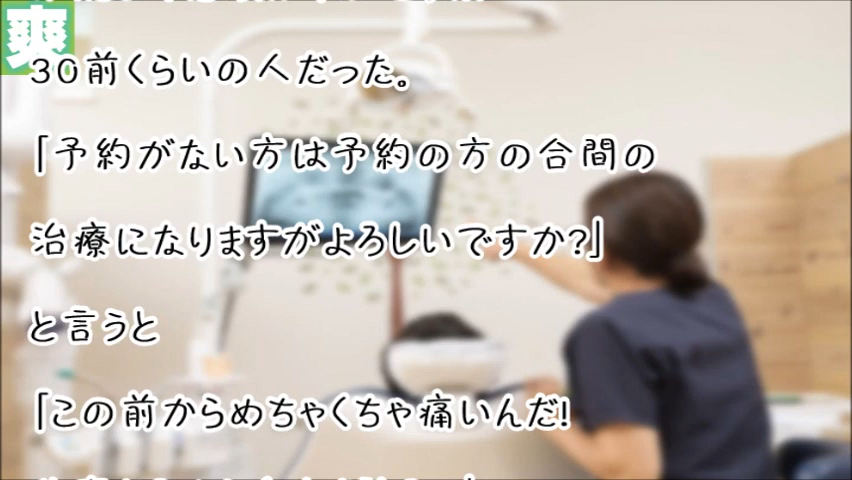 爽
30前くらいの人だった。
「予約がない方は予約の方の合間の
治療になりますがよろしいですか?」
と言うと
「この前からめちゃくちゃ痛いんだ!